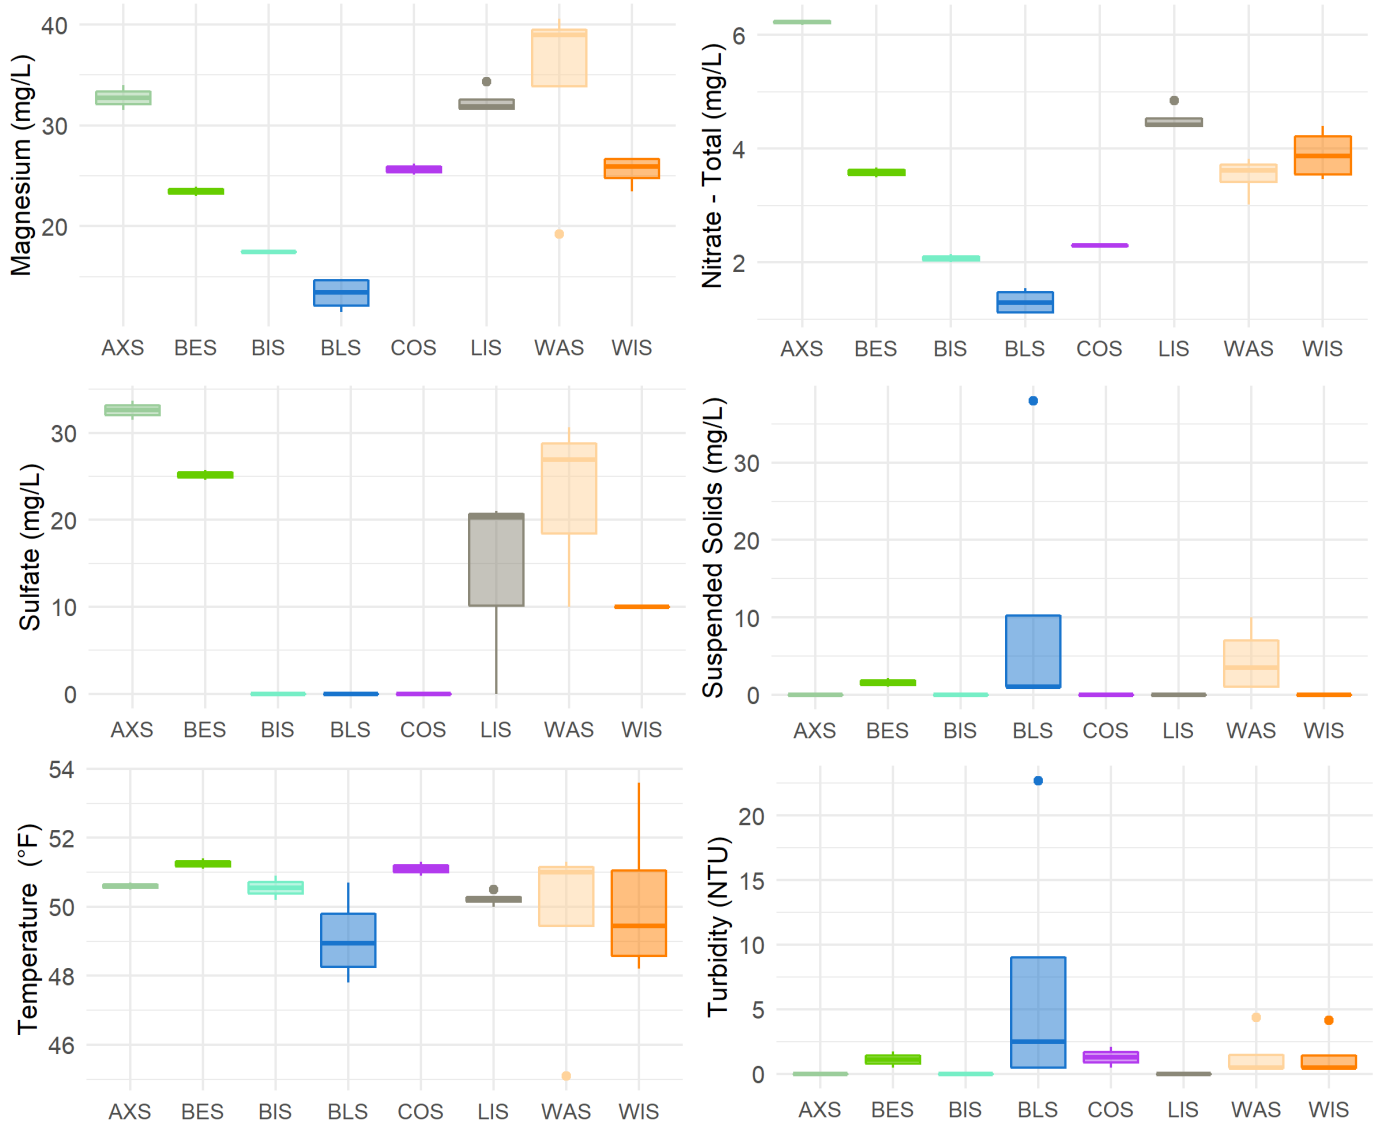 Magnesium (mg/L)
40
30
20
AXS BES BIS BLS COS LIS WAS WIS
Nitrate - Total (mg/L)
6
4
2
AXS BES BIS BLS COS LIS WAS WIS
Sulfate (mg/L)
30
20
10
0
AXS BES BIS BLS COS LIS WAS WIS
Suspended Solids (mg/L)
30
20
10
0
AXS BES BIS BLS COS LIS WAS WIS
Temperature (°F)
54
52
50
48
46
AXS BES BIS BLS COS LIS WAS WIS
Turbidity (NTU)
20
15
10
5
0
AXS BES BIS BLS COS LIS WAS WIS